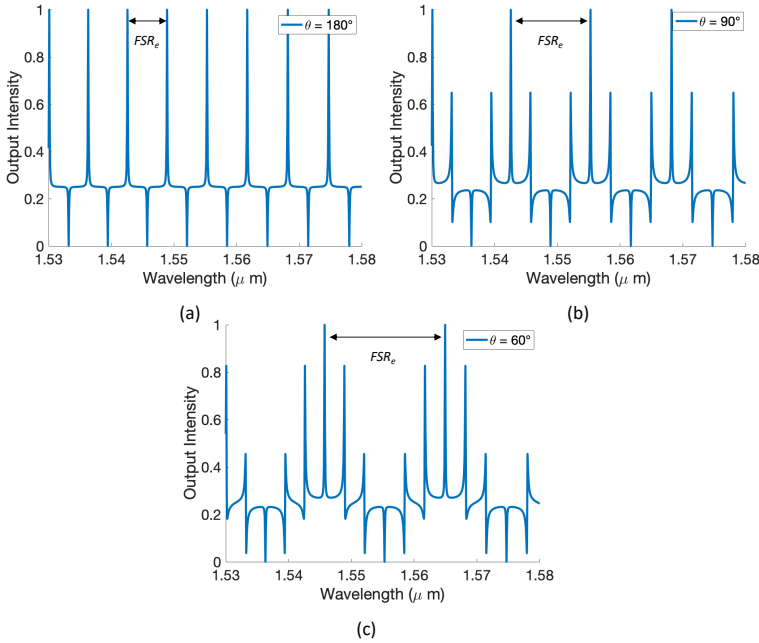 1
0.8
0.6
0.4
0.2
0
Output Intensity
θ = 180°
FSRe
1.53 1.54 1.55 1.56 1.57 1.58
Wavelength (μ m)
(a)
1
0.8
0.6
0.4
0.2
0
Output Intensity
θ = 90°
FSRe
1.53 1.54 1.55 1.56 1.57 1.58
Wavelength (μ m)
(b)
1
0.8
0.6
0.4
0.2
0
Output Intensity
θ = 60°
FSRe
1.53 1.54 1.55 1.56 1.57 1.58
Wavelength (μ m)
(c)